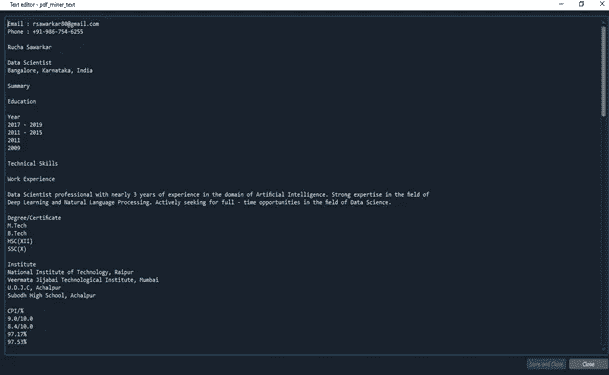 Text editor - pdf_miner_text
Email : rsawarkar80@gmail.com
Phone : +91-986-754-6255
Rucha Sawarkar
Data Scientist
Bangalore, Karnataka, India
Summary
Education
Year
2017 - 2019
2011 - 2015
2011
2009
Technical Skills
Work Experience
Data Scientist professional with nearly 3 years of experience in the domain of Artificial Intelligence. Strong expertise in the field of
Deep Learning and Natural Language Processing. Actively seeking for full - time opportunities in the field of Data Science.
Degree/Certificate
M.Tech
B.Tech
HSC(XII)
SSC(X)
Institute
National Institute of Technology, Raipur
Veermata Jijabai Technological Institute, Mumbai
U.D.J.C, Achalpur
Subodh High School, Achalpur
CPI/%
9.0/10.0
8.4/10.0
97.17%
97.53%
Save and Close
Close